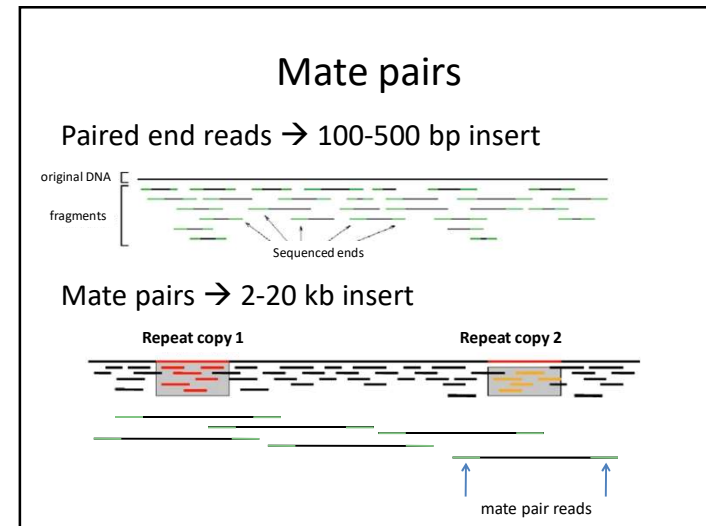 Mate pairs
Paired end reads → 100-500 bp insert
original DNA
fragments
Sequenced ends
Mate pairs → 2-20 kb insert
Repeat copy 1
Repeat copy 2
mate pair reads